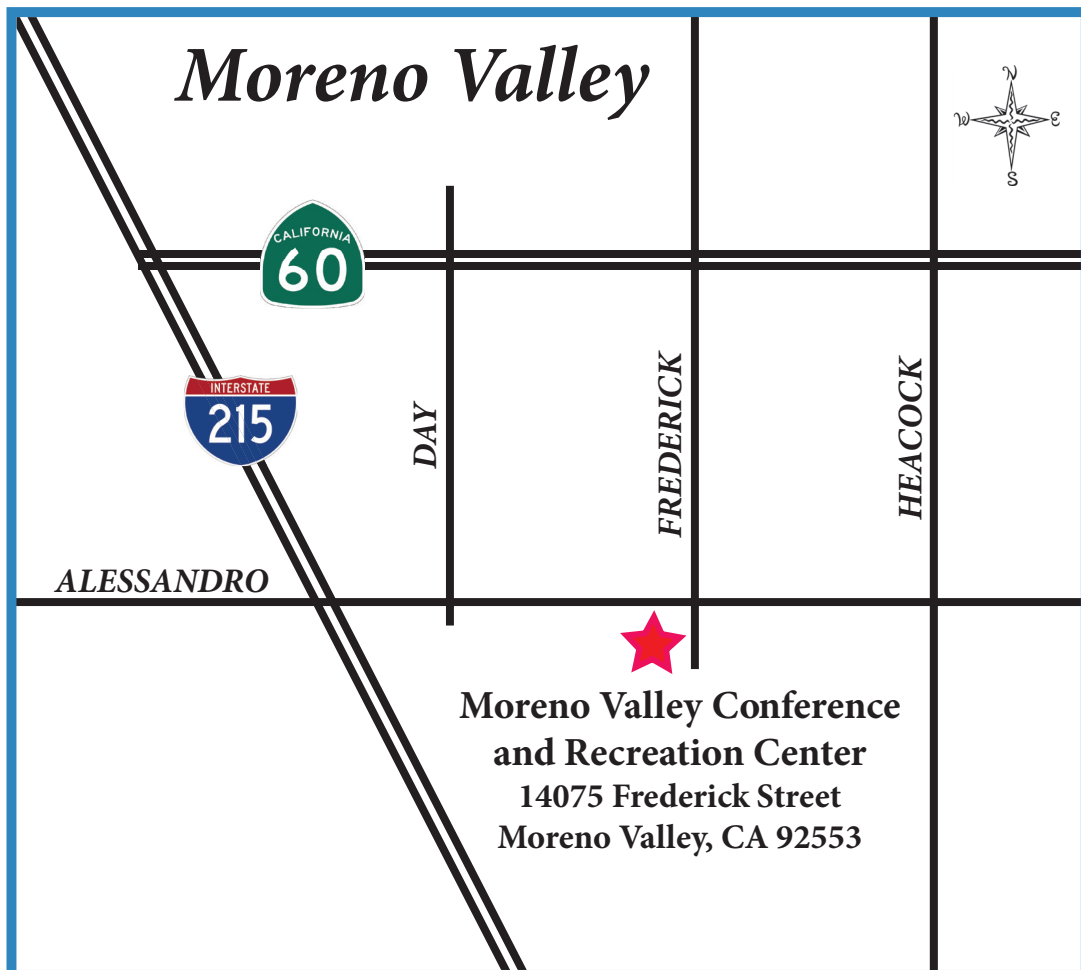 Moreno Valley
N
W
E
S
CALIFORNIA
60
INTERSTATE
215
DAY
FREDERICK
HEACOCK
ALESSANDRO
Moreno Valley Conference
and Recreation Center
14075 Frederick Street
Moreno Valley, CA 92553